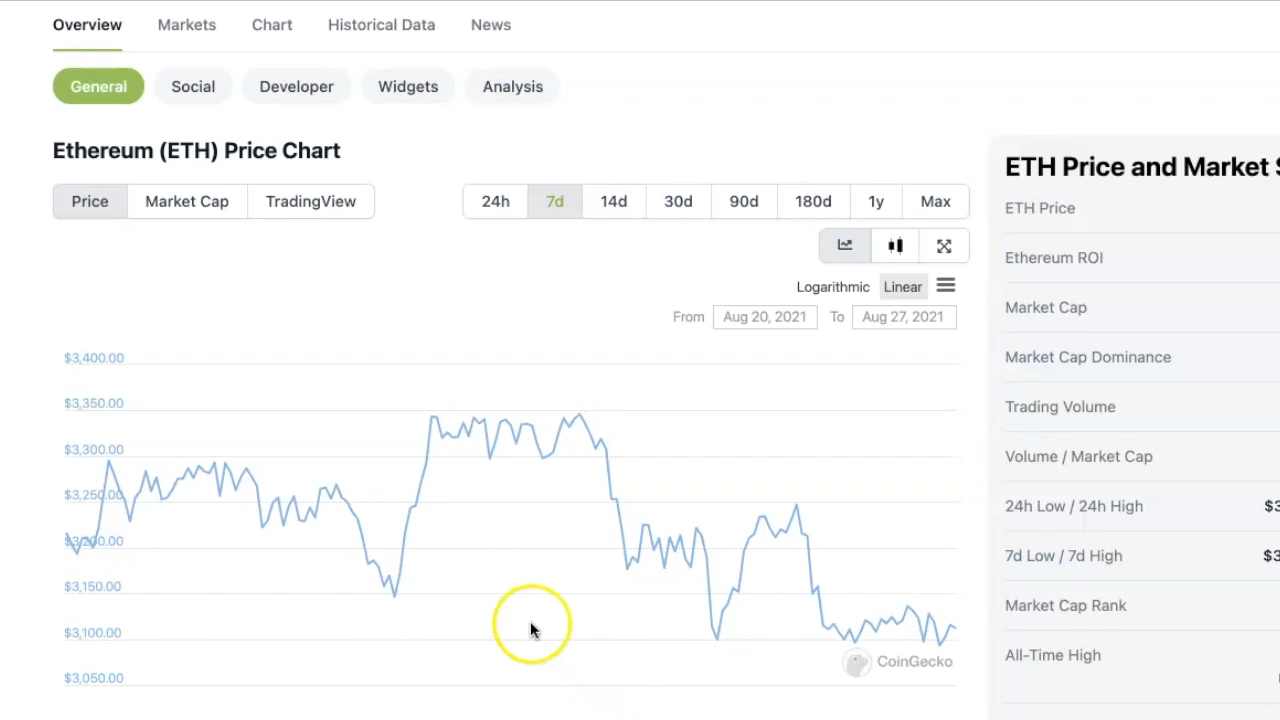 Overview Markets Chart Historical Data News
General Social Developer Widgets Analysis
Ethereum (ETH) Price Chart
Price Market Cap TradingView 24h 7d 14d 30d 90d 180d 1y Max
Logarithmic Linear
From Aug 20, 2021 To Aug 27, 2021
$3,400.00
$3,350.00
$3,300.00
$3,250.00
$3,200.00
$3,150.00
$3,100.00
$3,050.00
CoinGecko
ETH Price and Market
ETH Price
Ethereum ROI
Market Cap
Market Cap Dominance
Trading Volume
Volume / Market Cap
24h Low / 24h High $3
7d Low / 7d High $3
Market Cap Rank
All-Time High